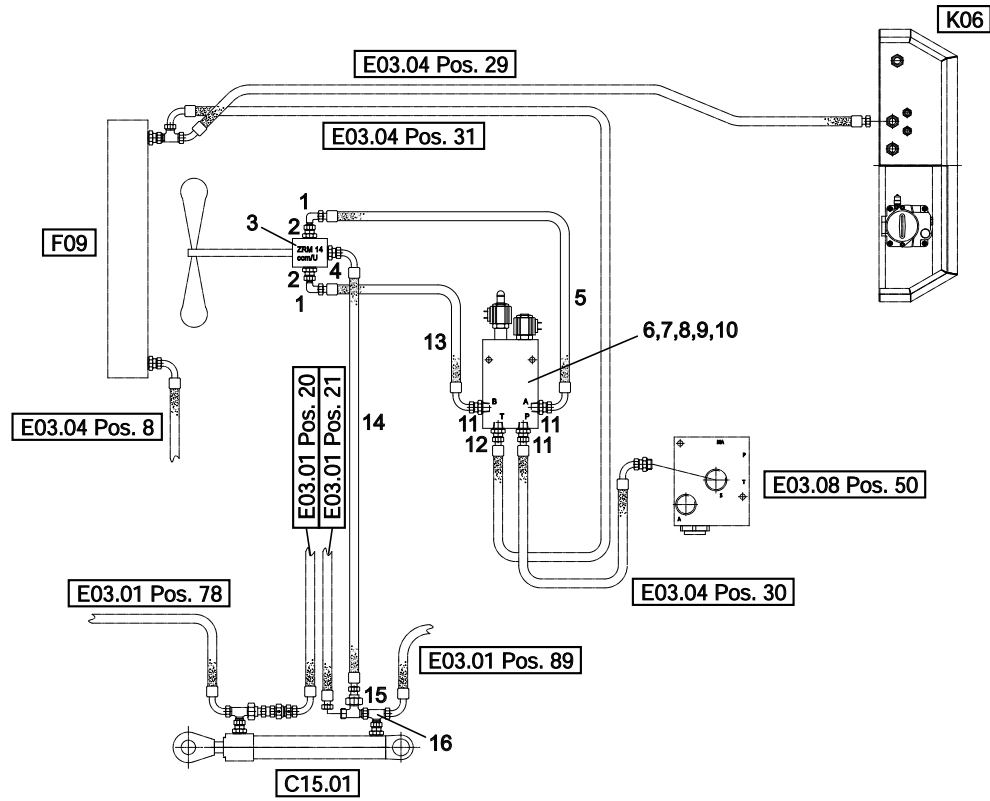 K06
E03.04 Pos. 29
E03.04 Pos. 31
F09
1
2
3
ZRM 14
com/U
4
2
1
5
13
6,7,8,9,10
B
A
T
P
11
11
12
11
E03.04 Pos. 8
E03.01 Pos. 20
E03.01 Pos. 21
14
P
T
S
A
E03.08 Pos. 50
E03.04 Pos. 30
E03.01 Pos. 78
E03.01 Pos. 89
15
16
C15.01